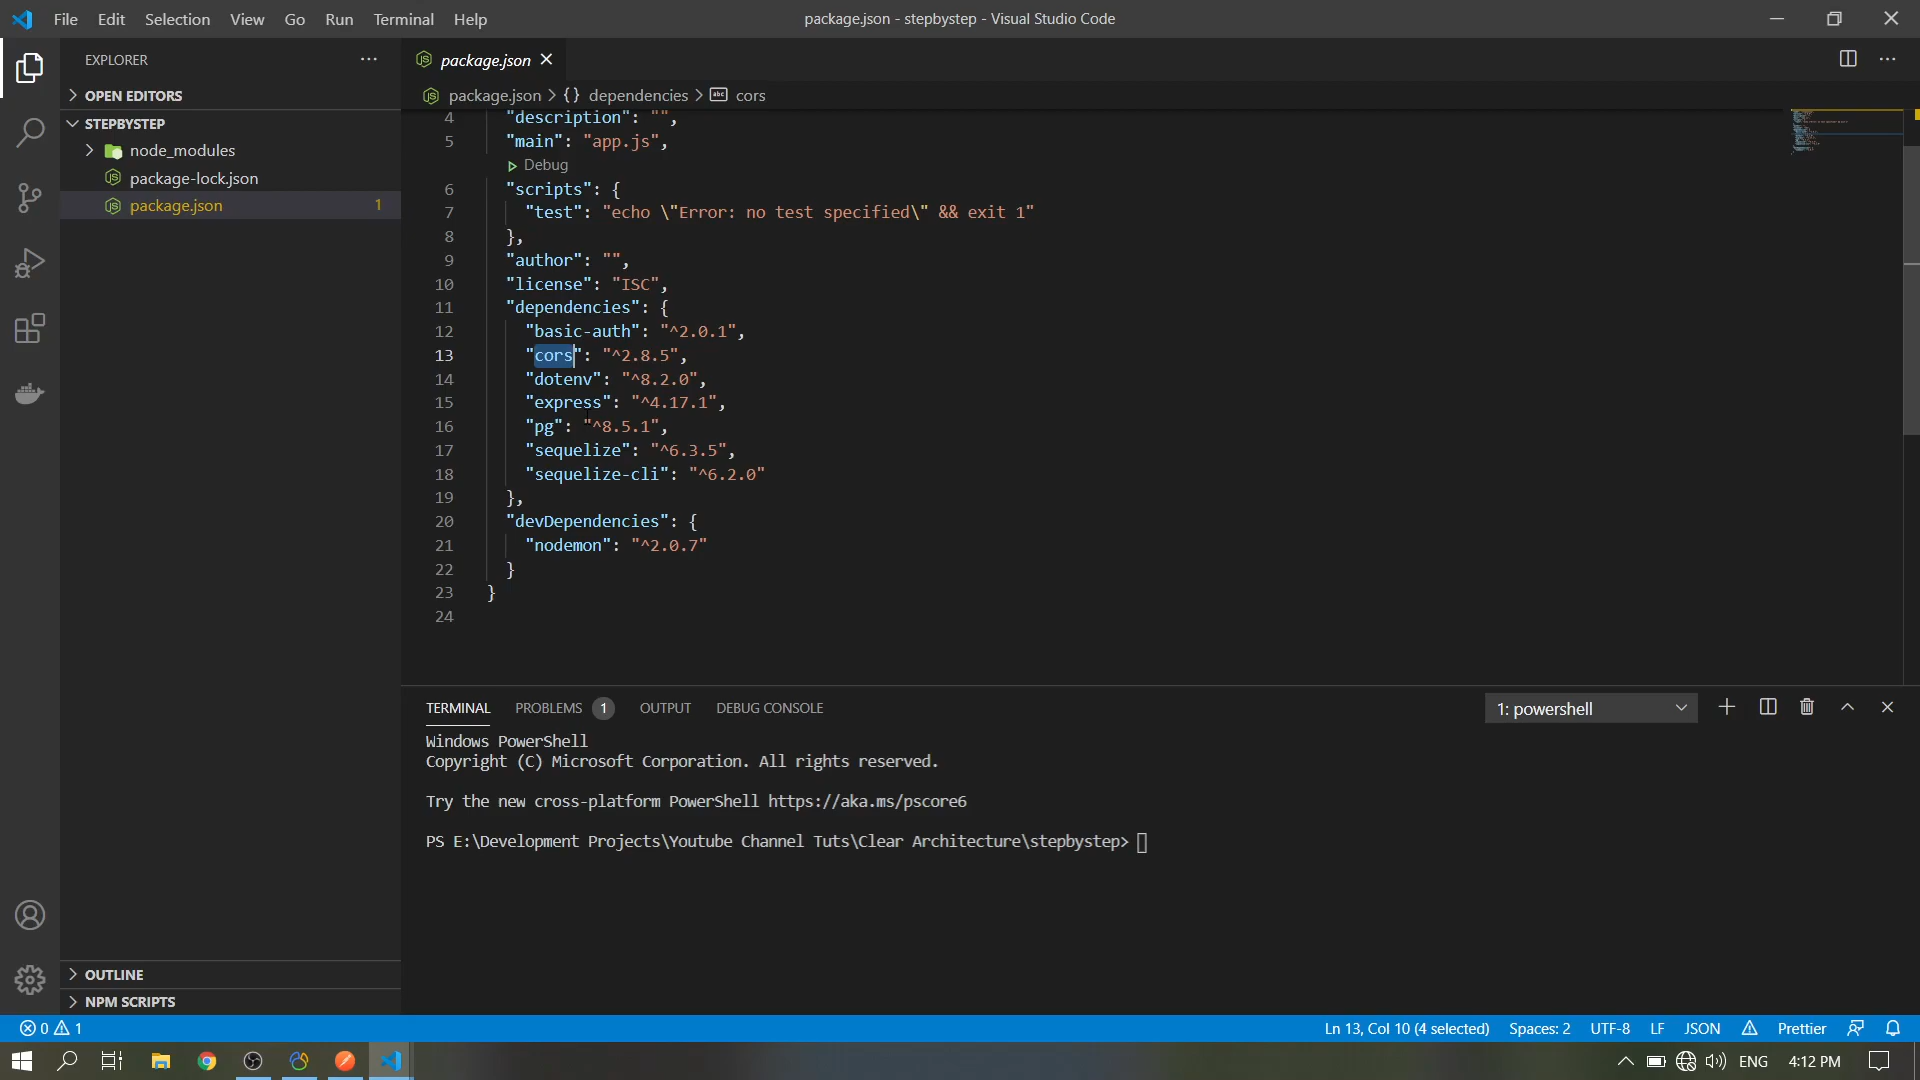 File Edit Selection View Go Run Terminal Help
package.json - stepbystep - Visual Studio Code
EXPLORER
OPEN EDITORS
STEPBYSTEP
node_modules
package-lock.json
package.json 1
package.json
package.json > {} dependencies > abc cors
4 "description": "",
5 "main": "app.js",
Debug
6 "scripts": {
7 "test": "echo \"Error: no test specified\" && exit 1"
8 },
9 "author": "",
10 "license": "ISC",
11 "dependencies": {
12 "basic-auth": "^2.0.1",
13 "cors": "^2.8.5",
14 "dotenv": "^8.2.0",
15 "express": "^4.17.1",
16 "pg": "^8.5.1",
17 "sequelize": "^6.3.5",
18 "sequelize-cli": "^6.2.0"
19 },
20 "devDependencies": {
21 "nodemon": "^2.0.7"
22 }
23 }
24
TERMINAL PROBLEMS 1 OUTPUT DEBUG CONSOLE
1: powershell
Windows PowerShell
Copyright (C) Microsoft Corporation. All rights reserved.
Try the new cross-platform PowerShell https://aka.ms/pscore6
PS E:\Development Projects\Youtube Channel Tuts\Clear Architecture\stepbystep>
OUTLINE
NPM SCRIPTS
0 1
Ln 13, Col 10 (4 selected) Spaces: 2 UTF-8 LF JSON Prettier
ENG 4:12 PM